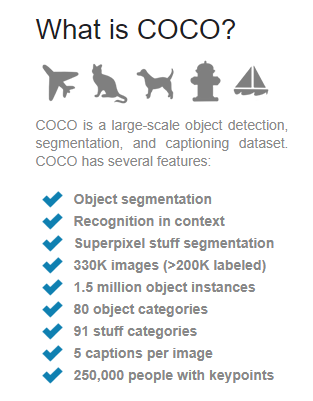 What is COCO?
COCO is a large-scale object detection,
segmentation, and captioning dataset.
COCO has several features:
Object segmentation
Recognition in context
Superpixel stuff segmentation
330K images (>200K labeled)
1.5 million object instances
80 object categories
91 stuff categories
5 captions per image
250,000 people with keypoints